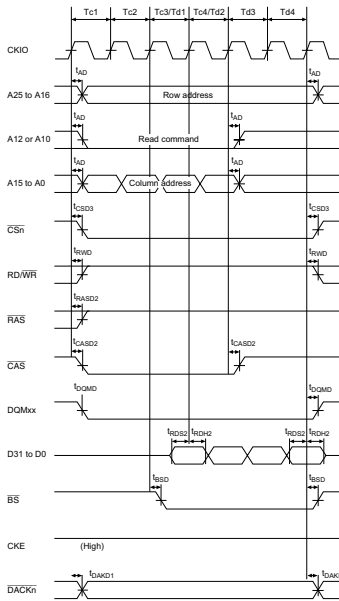 Tc1 Tc2 Tc3/Td1 Tc4/Td2 Td3 Td4
CKIO
tAD tAD
A25 to A16 Row address
tAD tAD
A12 or A10 Read command
tAD tAD
A15 to A0 Column address
tCSD3 tCSD3
CSn
tRWD tRWD
RD/WR
tRASD2
RAS
tCASD2 tCASD2
CAS
tDQMD tDQMD
DQMxx
tRDS2 tRDH2 tRDS2 tRDH2
D31 to D0
tBSD tBSD
BS
CKE (High)
tDAKD1 tDAK
DACKn